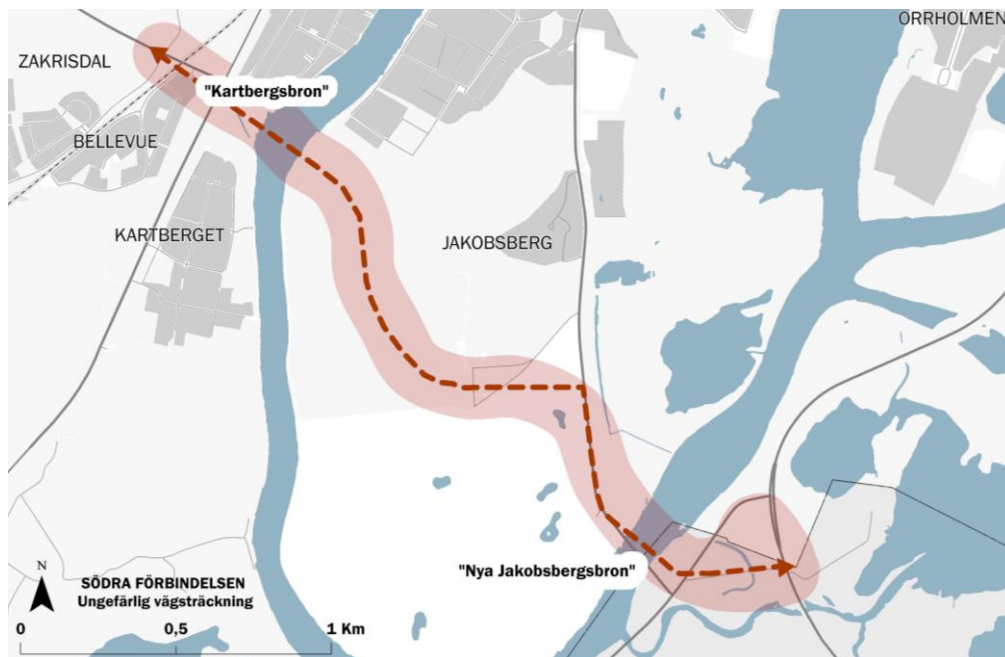 ORRHOLMEN
ZAKRISDAL
"Kartbergsbron"
BELLEVUE
KARTBERGET
JAKOBSBERG
"Nya Jakobsbergsbron"
N
SÖDRA FÖRBINDELSEN
Ungefärlig vägsträckning
0 0,5 1 Km